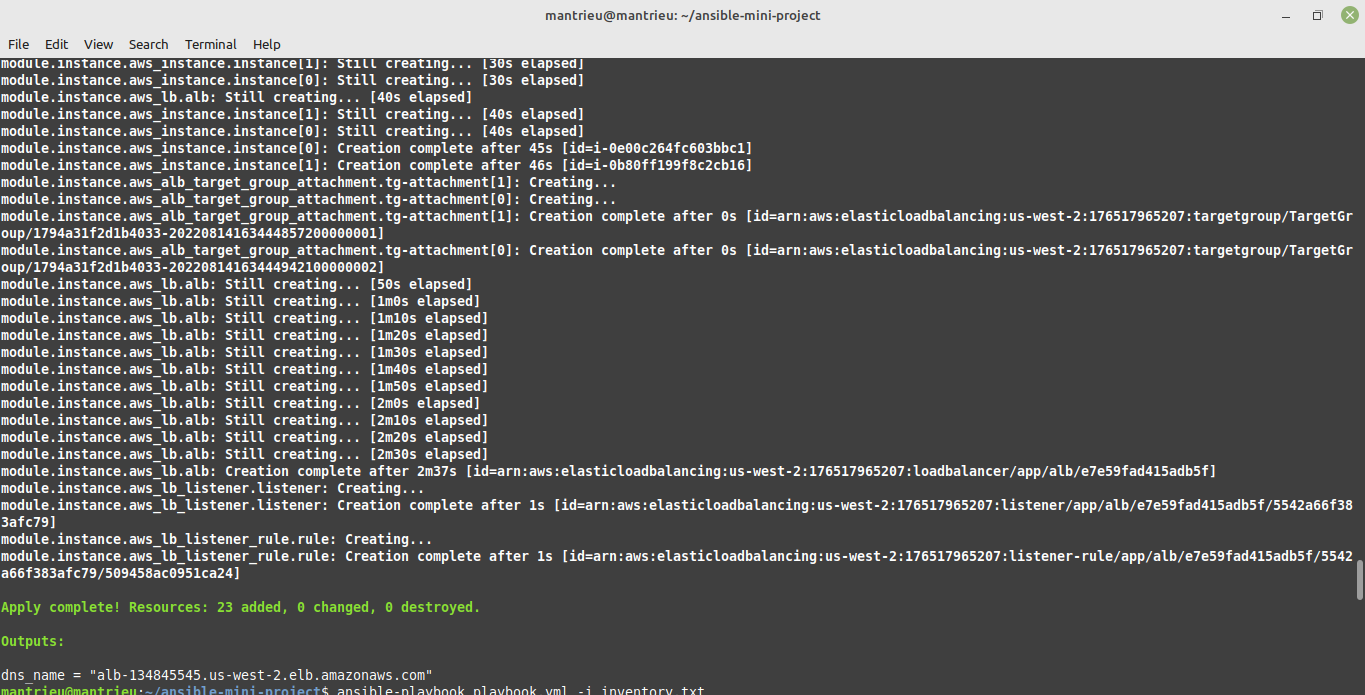 mantrieu@mantrieu: ~/ansible-mini-project
File Edit View Search Terminal Help
module.instance.aws_instance.instance[1]: Still creating... [30s elapsed]
module.instance.aws_instance.instance[0]: Still creating... [30s elapsed]
module.instance.aws_lb.alb: Still creating... [40s elapsed]
module.instance.aws_instance.instance[1]: Still creating... [40s elapsed]
module.instance.aws_instance.instance[0]: Still creating... [40s elapsed]
module.instance.aws_instance.instance[0]: Creation complete after 45s [id=i-0e00c264fc603bbc1]
module.instance.aws_instance.instance[1]: Creation complete after 46s [id=i-0b80ff199f8c2cb16]
module.instance.aws_alb_target_group_attachment.tg-attachment[1]: Creating...
module.instance.aws_alb_target_group_attachment.tg-attachment[0]: Creating...
module.instance.aws_alb_target_group_attachment.tg-attachment[1]: Creation complete after 0s [id=arn:aws:elasticloadbalancing:us-west-2:176517965207:targetgroup/TargetGr
oup/1794a31f2d1b4033-20220814163444857200000001]
module.instance.aws_alb_target_group_attachment.tg-attachment[0]: Creation complete after 0s [id=arn:aws:elasticloadbalancing:us-west-2:176517965207:targetgroup/TargetGr
oup/1794a31f2d1b4033-20220814163444942100000002]
module.instance.aws_lb.alb: Still creating... [50s elapsed]
module.instance.aws_lb.alb: Still creating... [1m0s elapsed]
module.instance.aws_lb.alb: Still creating... [1m10s elapsed]
module.instance.aws_lb.alb: Still creating... [1m20s elapsed]
module.instance.aws_lb.alb: Still creating... [1m30s elapsed]
module.instance.aws_lb.alb: Still creating... [1m40s elapsed]
module.instance.aws_lb.alb: Still creating... [1m50s elapsed]
module.instance.aws_lb.alb: Still creating... [2m0s elapsed]
module.instance.aws_lb.alb: Still creating... [2m10s elapsed]
module.instance.aws_lb.alb: Still creating... [2m20s elapsed]
module.instance.aws_lb.alb: Still creating... [2m30s elapsed]
module.instance.aws_lb.alb: Creation complete after 2m37s [id=arn:aws:elasticloadbalancing:us-west-2:176517965207:loadbalancer/app/alb/e7e59fad415adb5f]
module.instance.aws_lb_listener.listener: Creating...
module.instance.aws_lb_listener.listener: Creation complete after 1s [id=arn:aws:elasticloadbalancing:us-west-2:176517965207:listener/app/alb/e7e59fad415adb5f/5542a66f38
3afc79]
module.instance.aws_lb_listener_rule.rule: Creating...
module.instance.aws_lb_listener_rule.rule: Creation complete after 1s [id=arn:aws:elasticloadbalancing:us-west-2:176517965207:listener-rule/app/alb/e7e59fad415adb5f/5542
a66f383afc79/509458ac0951ca24]
Apply complete! Resources: 23 added, 0 changed, 0 destroyed.
Outputs:
dns_name = "alb-134845545.us-west-2.elb.amazonaws.com"
mantrieu@mantrieu:~/ansible-mini-project$ ansible-playbook playbook.yml -i inventory.txt